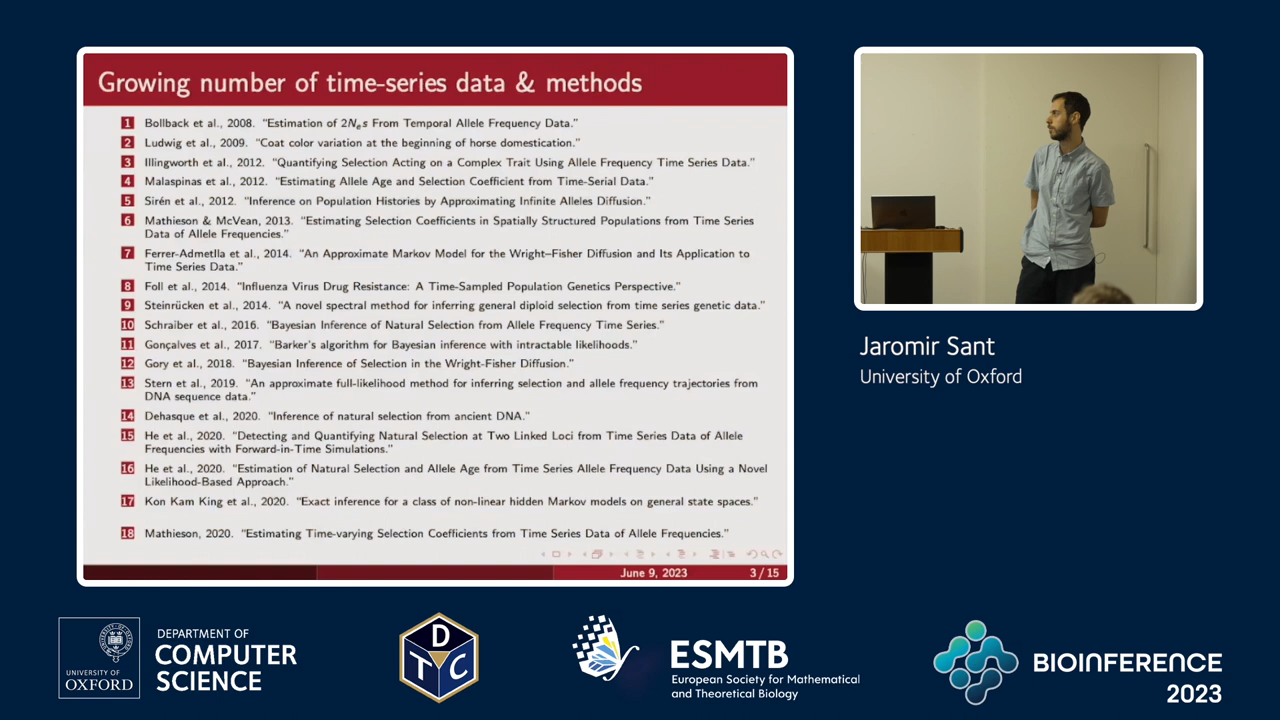 Growing number of time-series data & methods
1 Bollback et al., 2008. “Estimation of 2Nₑs From Temporal Allele Frequency Data.”
2 Ludwig et al., 2009. “Coat color variation at the beginning of horse domestication.”
3 Illingworth et al., 2012. “Quantifying Selection Acting on a Complex Trait Using Allele Frequency Time Series Data.”
4 Malaspinas et al., 2012. “Estimating Allele Age and Selection Coefficient from Time-Serial Data.”
5 Sirén et al., 2012. “Inference on Population Histories by Approximating Infinite Alleles Diffusion.”
6 Mathieson & McVean, 2013. “Estimating Selection Coefficients in Spatially Structured Populations from Time Series
Data of Allele Frequencies.”
7 Ferrer-Admetlla et al., 2014. “An Approximate Markov Model for the Wright–Fisher Diffusion and Its Application to
Time Series Data.”
8 Foll et al., 2014. “Influenza Virus Drug Resistance: A Time-Sampled Population Genetics Perspective.”
9 Steinrücken et al., 2014. “A novel spectral method for inferring general diploid selection from time series genetic data.”
10 Schraiber et al., 2016. “Bayesian Inference of Natural Selection from Allele Frequency Time Series.”
11 Gonçalves et al., 2017. “Barker's algorithm for Bayesian inference with intractable likelihoods.”
12 Gory et al., 2018. “Bayesian Inference of Selection in the Wright-Fisher Diffusion.”
13 Stern et al., 2019. “An approximate full-likelihood method for inferring selection and allele frequency trajectories from
DNA sequence data.”
14 Dehasque et al., 2020. “Inference of natural selection from ancient DNA.”
15 He et al., 2020. “Detecting and Quantifying Natural Selection at Two Linked Loci from Time Series Data of Allele
Frequencies with Forward-in-Time Simulations.”
16 He et al., 2020. “Estimation of Natural Selection and Allele Age from Time Series Allele Frequency Data Using a Novel
Likelihood-Based Approach.”
17 Kon Kam King et al., 2020. “Exact inference for a class of non-linear hidden Markov models on general state spaces.”
18 Mathieson, 2020. “Estimating Time-varying Selection Coefficients from Time Series Data of Allele Frequencies.”
June 9, 2023 3 / 15
Jaromir Sant
University of Oxford
UNIVERSITY OF
OXFORD
DEPARTMENT OF
COMPUTER
SCIENCE
D
T C
ESMTB
European Society for Mathematical
and Theoretical Biology
BIOINFERENCE
2023